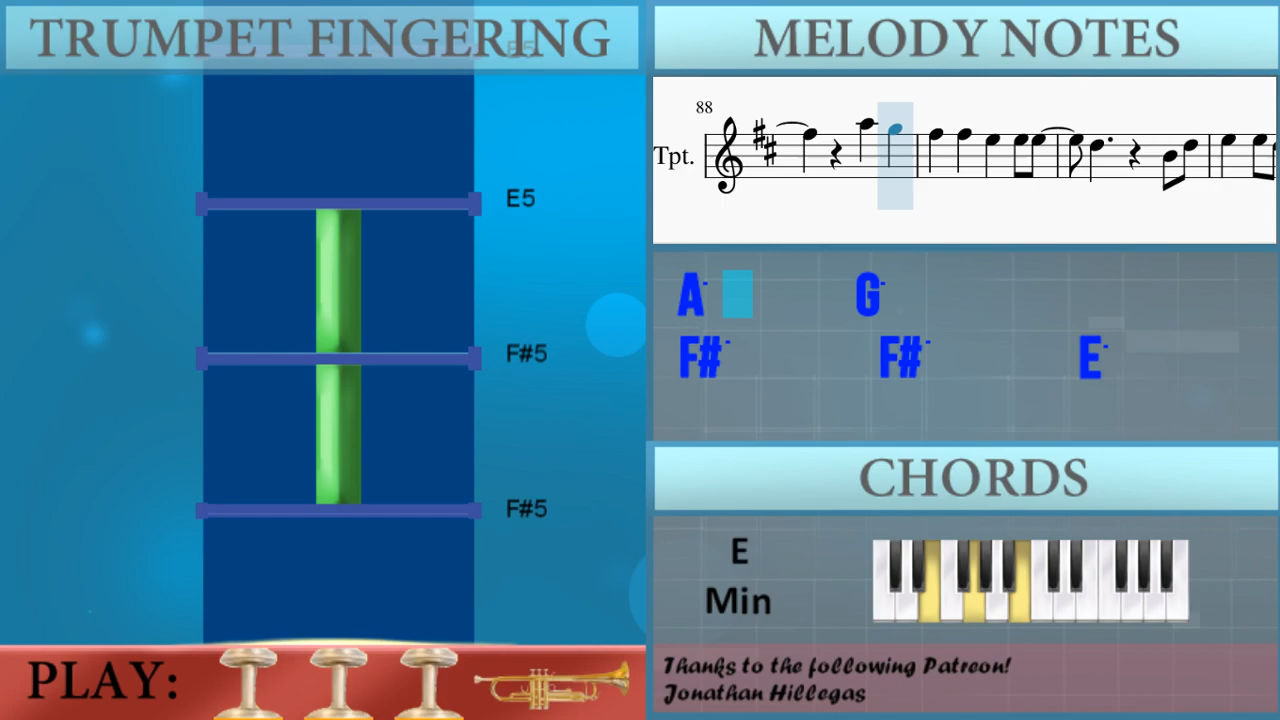 TRUMPET FINGERING
E5
E5
F#5
F#5
PLAY:
MELODY NOTES
88
Tpt.
A- G-
F#- F#- E-
CHORDS
E
Min
Thanks to the following Patreon!
Jonathan Hillegas